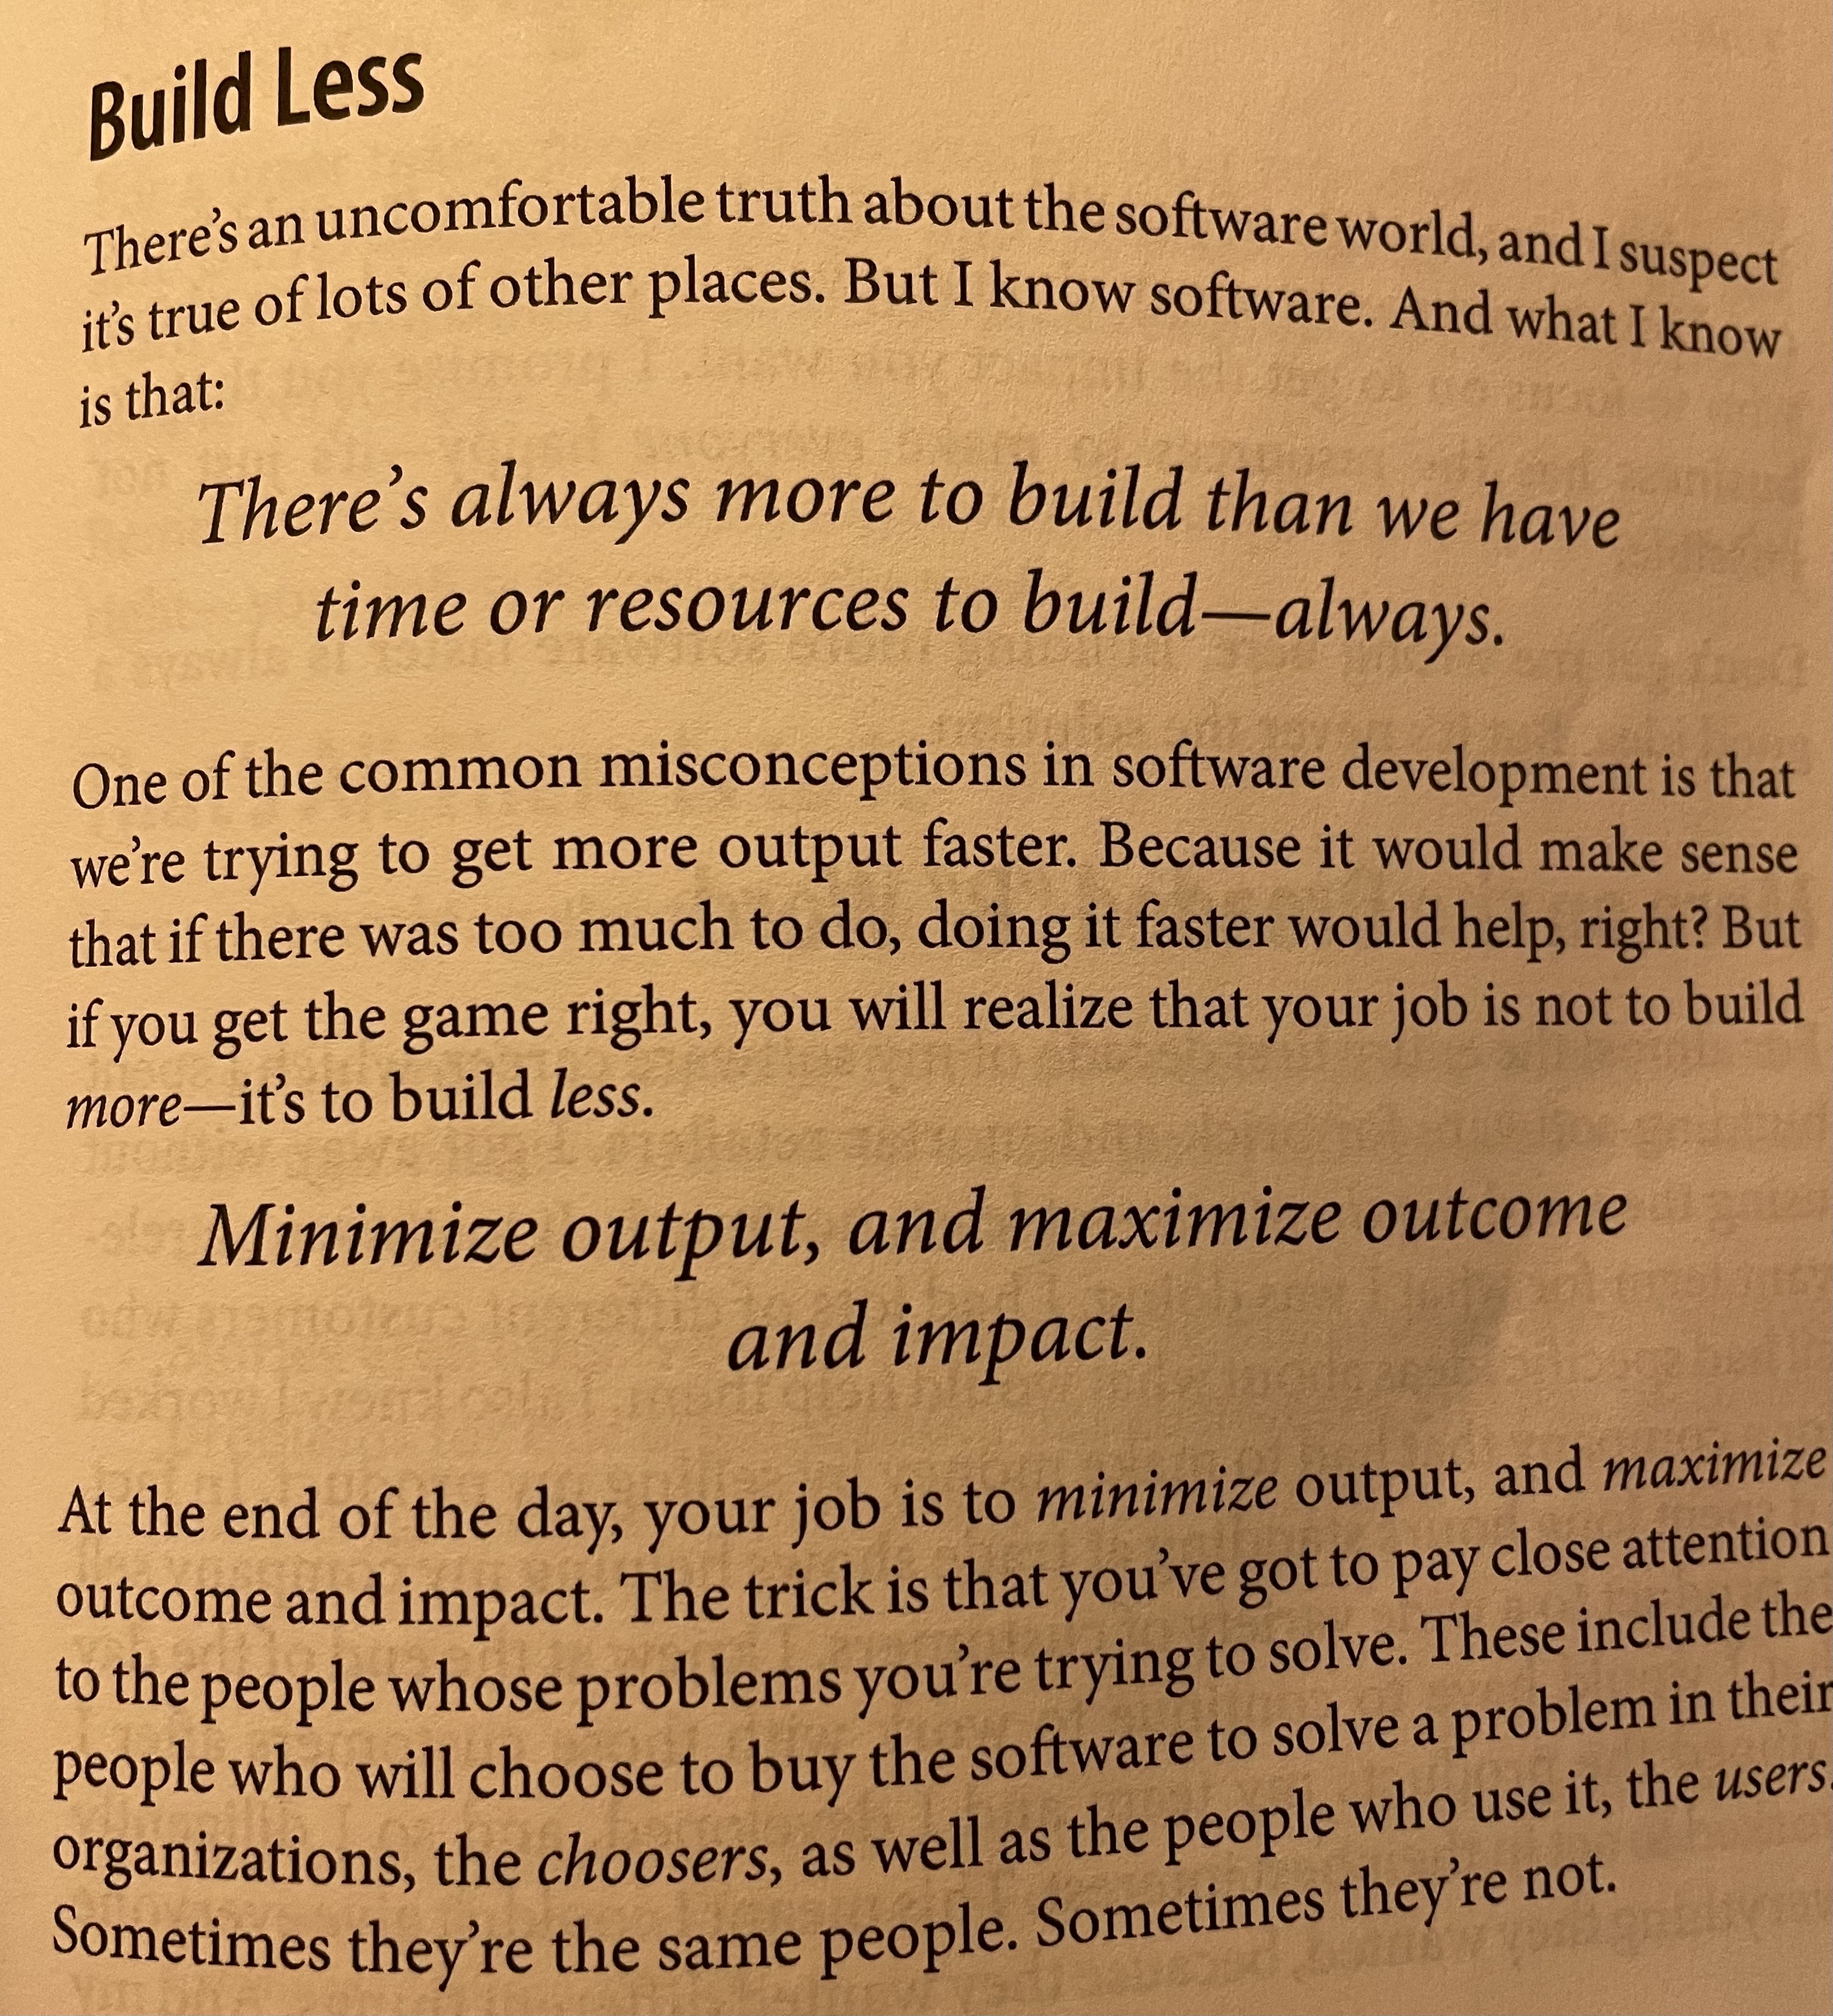 Build Less
There’s an uncomfortable truth about the software world, and I suspect
it’s true of lots of other places. But I know software. And what I know
is that:
There’s always more to build than we have
time or resources to build—always.
One of the common misconceptions in software development is that
we’re trying to get more output faster. Because it would make sense
that if there was too much to do, doing it faster would help, right? But
if you get the game right, you will realize that your job is not to build
more—it’s to build less.
Minimize output, and maximize outcome
and impact.
At the end of the day, your job is to minimize output, and maximize
outcome and impact. The trick is that you’ve got to pay close attention
to the people whose problems you’re trying to solve. These include the
people who will choose to buy the software to solve a problem in their
organizations, the choosers, as well as the people who use it, the users.
Sometimes they’re the same people. Sometimes they’re not.